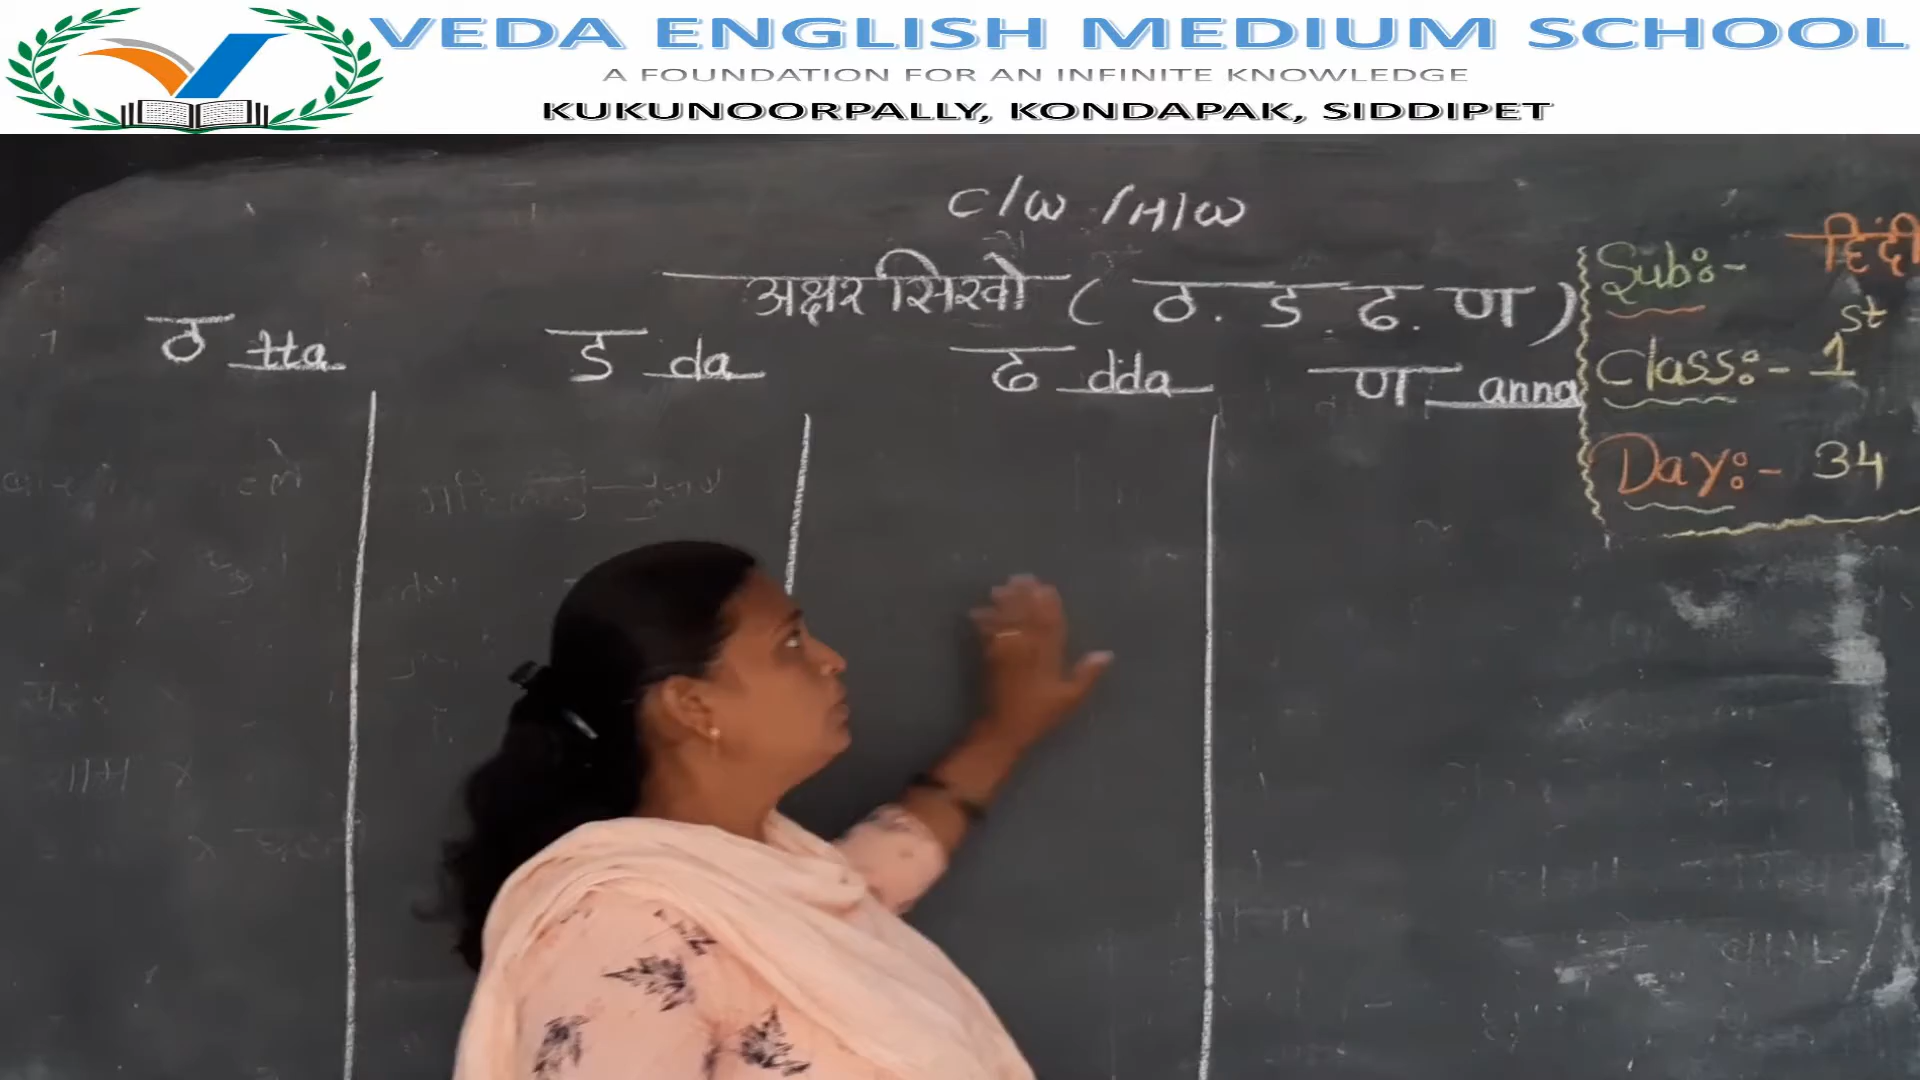 VEDA ENGLISH MEDIUM SCHOOL
A FOUNDATION FOR AN INFINITE KNOWLEDGE
KUKUNOORPALLY, KONDAPAK, SIDDIPET
C/W /H/W
अक्षर सिखो ( ठ. ड. ढ. ण )
ठ tta
ड da
ढ dda
ण anna
Sub:- हिंदी
Class:- 1st
Day:- 34